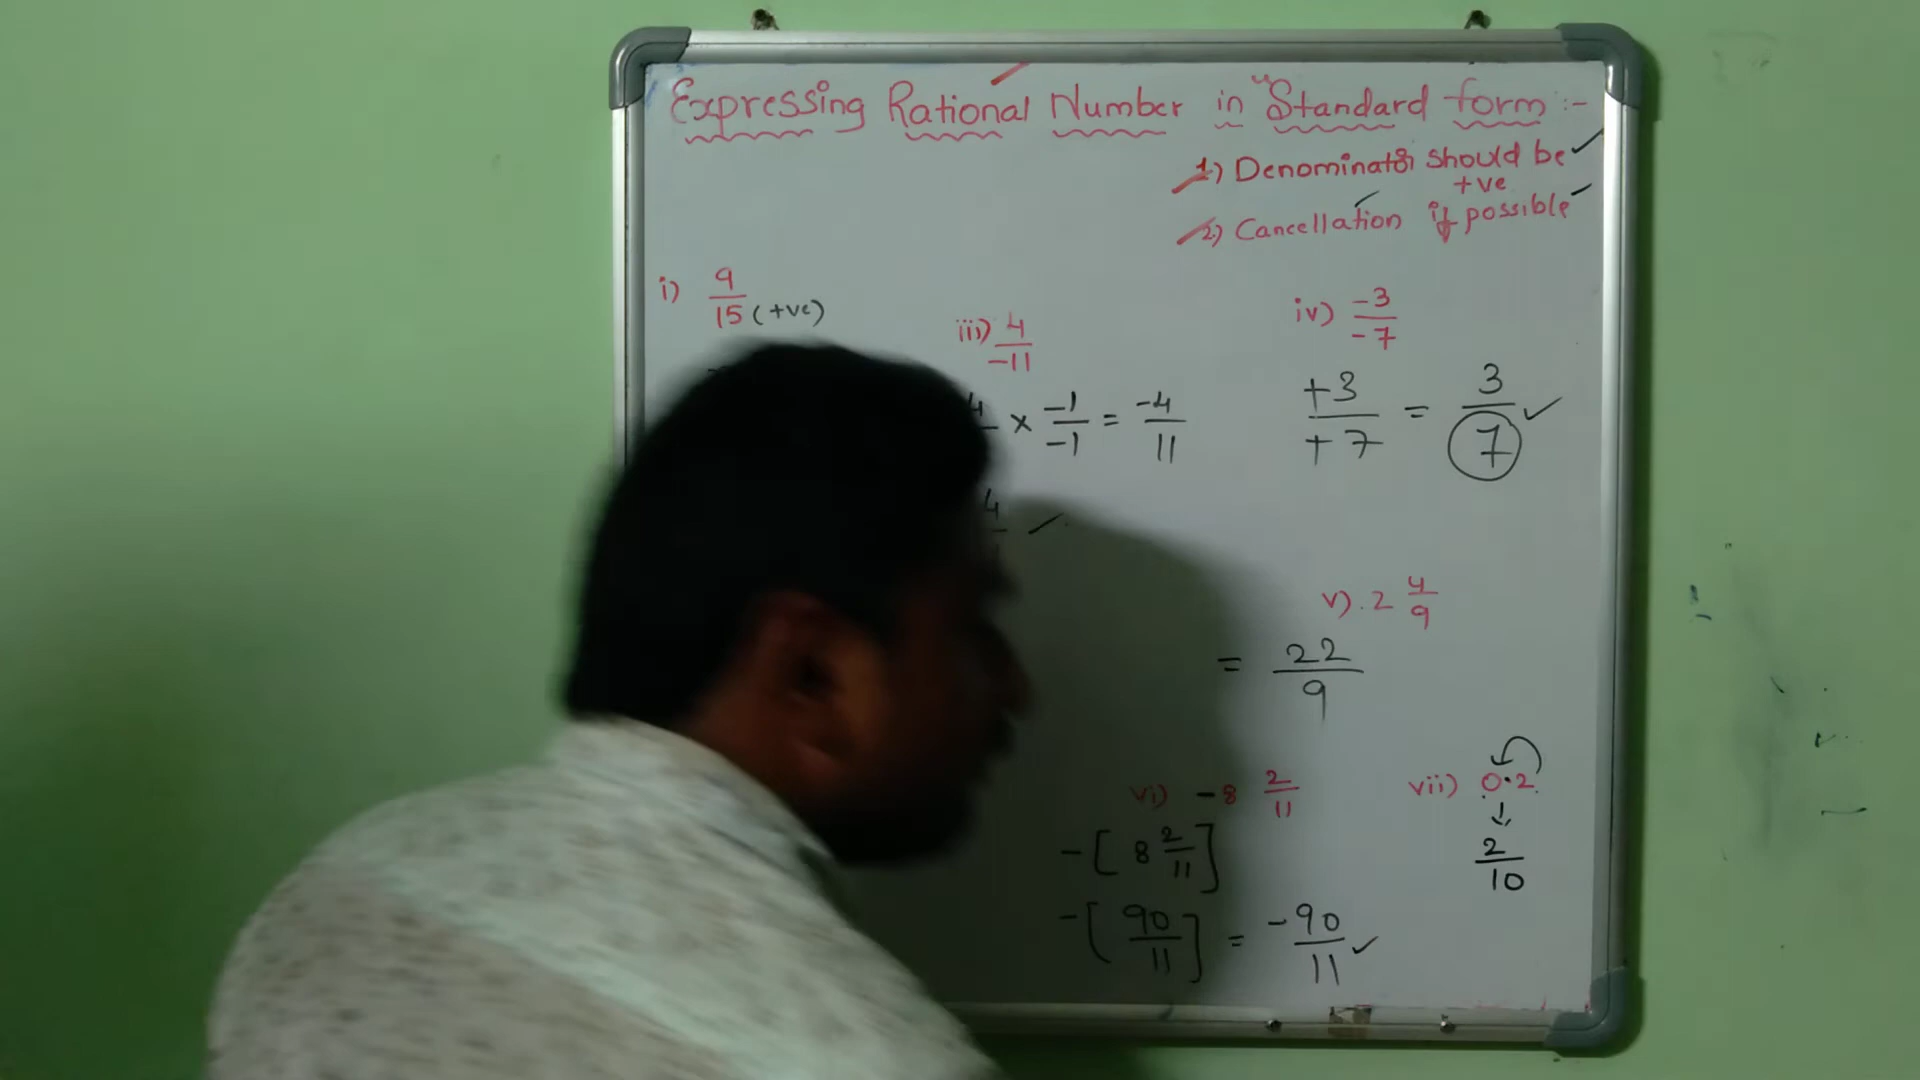 Expressing Rational Number in "Standard form :-
1) Denominator should be
+ve
2) Cancellation if possible
i) 9/15 (+ve)
iii) 4/-11
× -1/-1 = -4/11
iv) -3/-7
+3/+7 = 3/7
v). 2 4/9
= 22/9
vi) -8 2/11
-[8 2/11]
-[90/11] = -90/11
vii) 0.2
2/10